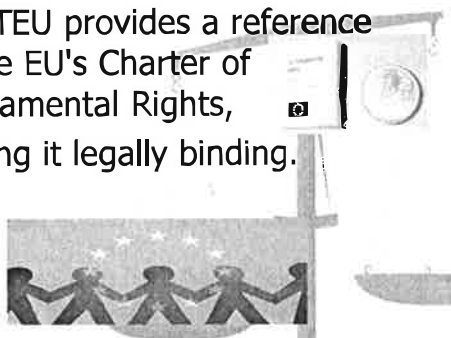 TEU provides a reference
e EU's Charter of
amental Rights,
ng it legally binding.